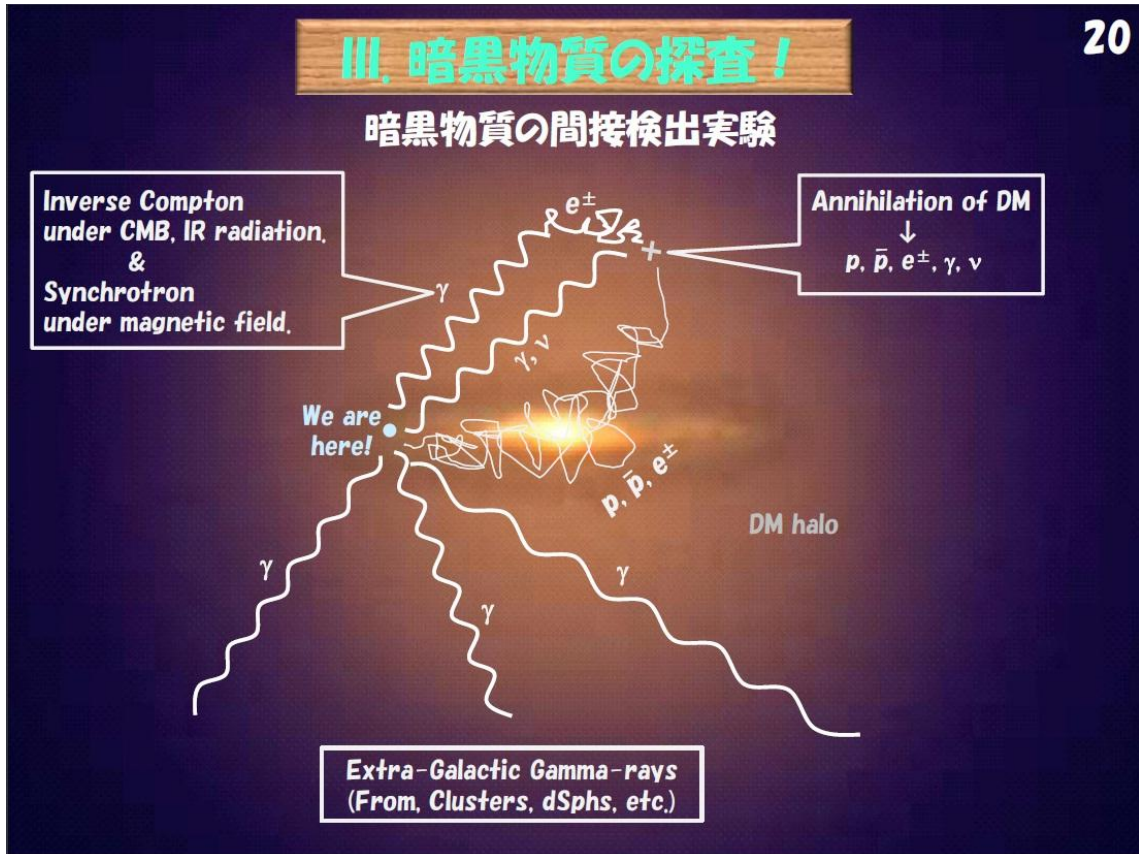 20
III. 暗黒物質の探査！
暗黒物質の間接検出実験
Inverse Compton
under CMB, IR radiation.
&
Synchrotron
under magnetic field.
e±
Annihilation of DM
↓
p, p̄, e±, γ, ν
γ
γ, ν
We are
here!
p, p̄, e±
DM halo
γ
γ
γ
Extra-Galactic Gamma-rays
(From, Clusters, dSphs, etc.)